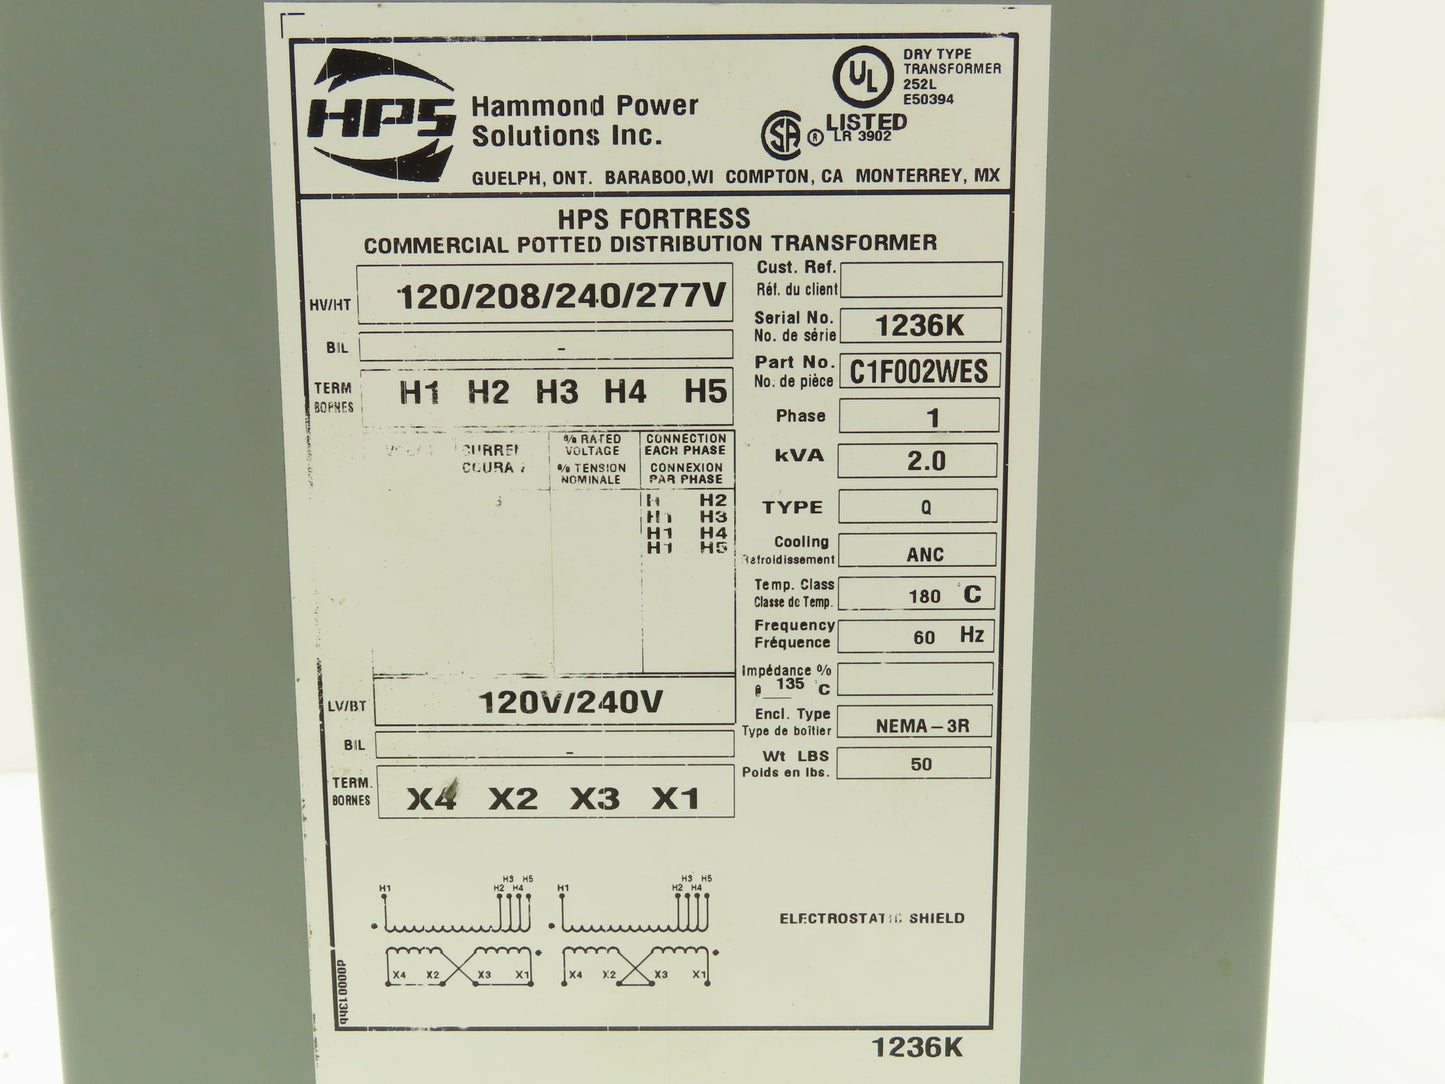 HPS
Hammond Power
Solutions Inc.
UL
DRY TYPE
TRANSFORMER
252L
E50394
LISTED
SA ® LR 3902
GUELPH, ONT. BARABOO,WI COMPTON, CA MONTERREY, MX
HPS FORTRESS
COMMERCIAL POTTED DISTRIBUTION TRANSFORMER
HV/HT 120/208/240/277V
BIL -
TERM BORNES
H1 H2 H3 H4 H5
% RATED VOLTAGE
% TENSION NOMINALE
CONNECTION EACH PHASE
CONNEXION PAR PHASE
H H2
H1 H3
H1 H4
H1 H5
LV/BT 120V/240V
BIL -
TERM. BORNES
X4 X2 X3 X1
Cust. Ref.
Réf. du client
Serial No.
No. de série
1236K
Part No.
No. de pièce
C1F002WES
Phase 1
kVA 2.0
TYPE Q
Cooling
Refroidissement
ANC
Temp. Class
Classe de Temp.
180 °C
Frequency
Fréquence
60 Hz
Impédance %
@ 135 °C
Encl. Type
Type de boîtier
NEMA-3R
Wt LBS
Poids en lbs.
50
H1 H2 H3 H4 H5
H1 H2 H3 H4 H5
X4 X2 X3 X1
X4 X2 X3 X1
ELECTROSTATIC SHIELD
1236K